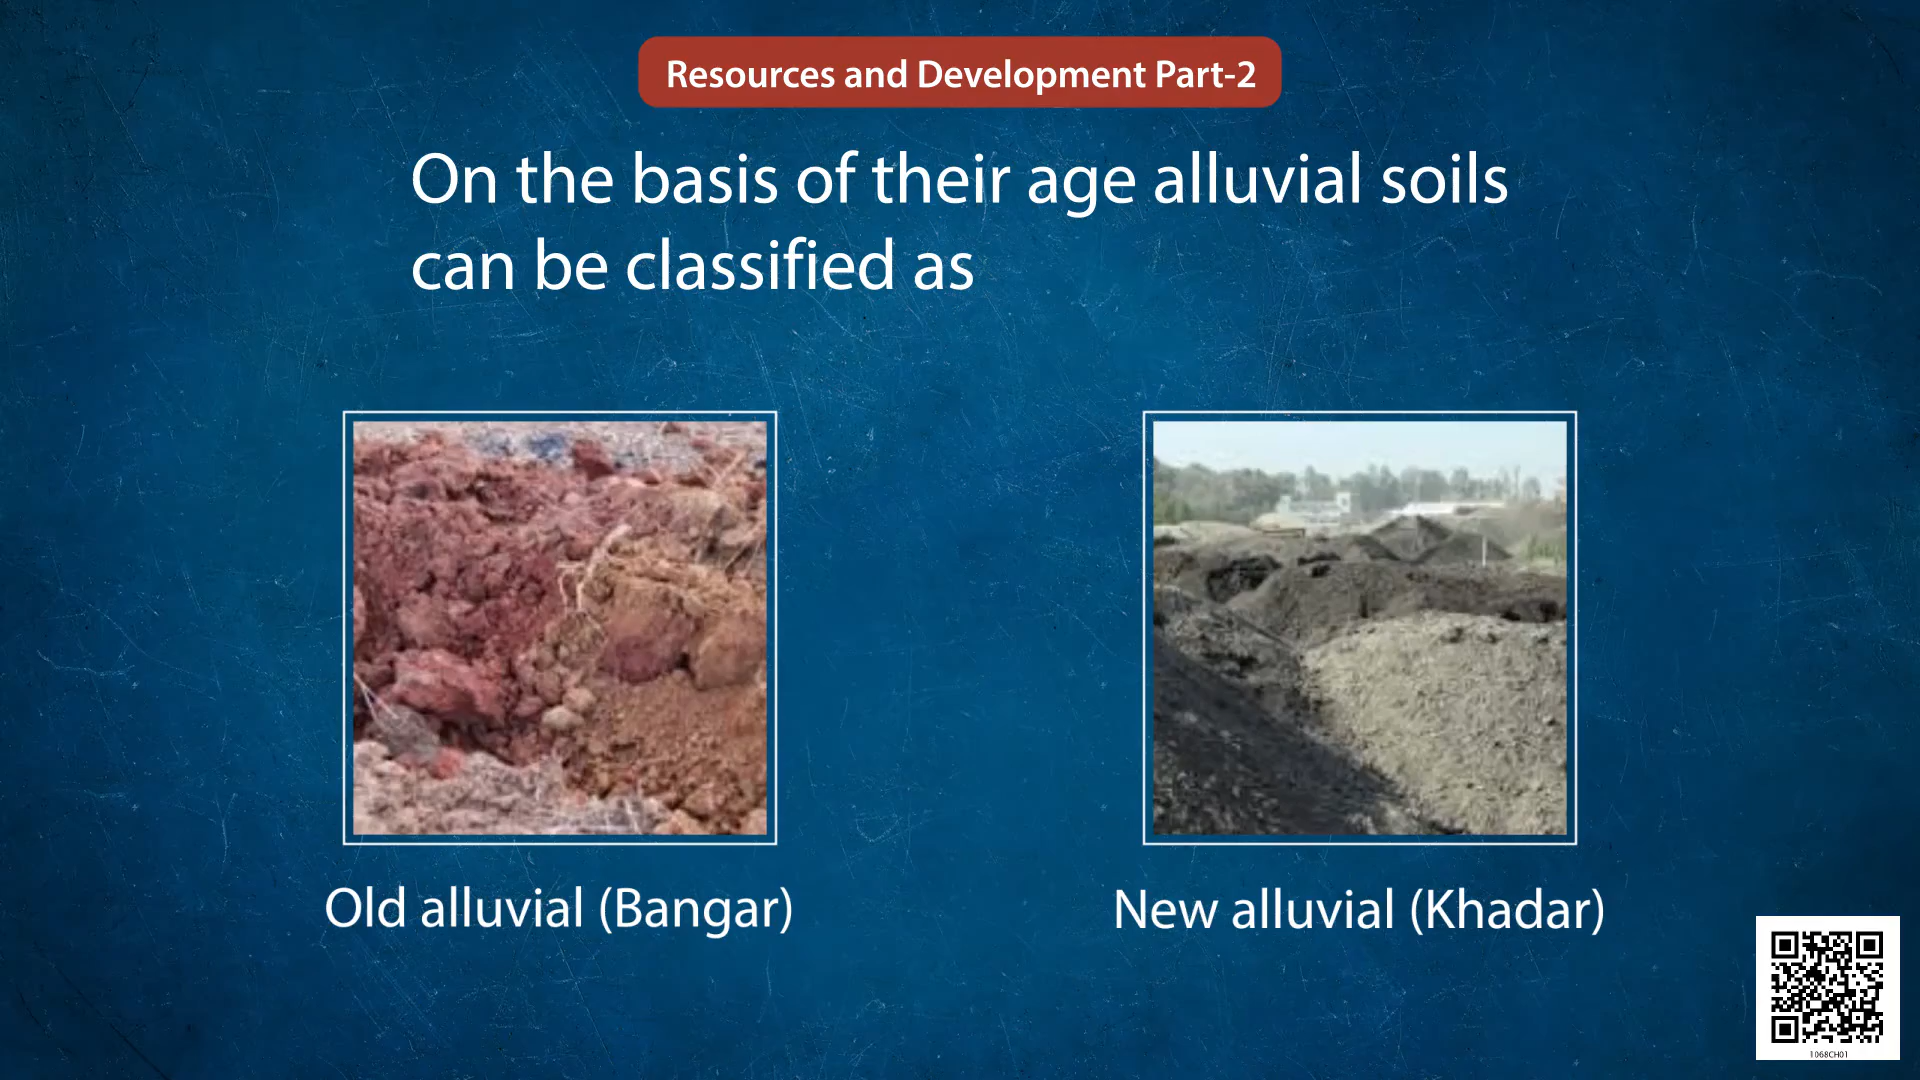 Resources and Development Part-2
On the basis of their age alluvial soils
can be classified as
Old alluvial (Bangar)
New alluvial (Khadar)
1068CH01